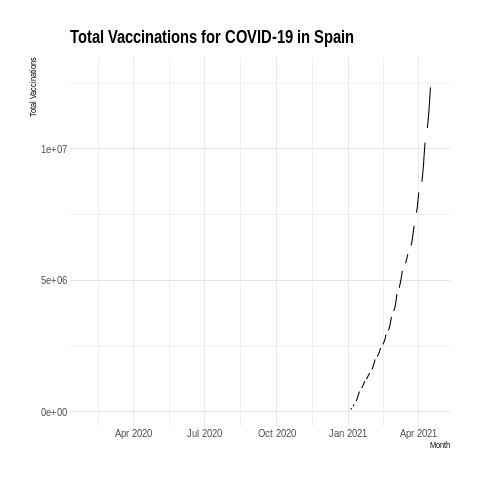 Total Vaccinations for COVID-19 in Spain
Total Vaccinations
1e+07
5e+06
0e+00
Apr 2020 Jul 2020 Oct 2020 Jan 2021 Apr 2021
Month